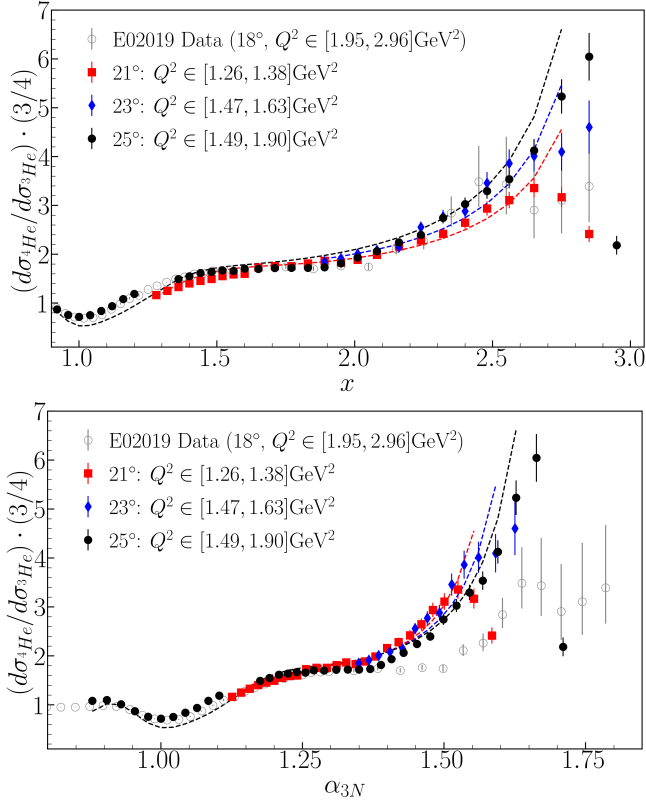 7
6
5
4
3
2
1
(dσ⁴He/dσ³He) · (3/4)
E02019 Data (18°, Q² ∈ [1.95, 2.96]GeV²)
21°: Q² ∈ [1.26, 1.38]GeV²
23°: Q² ∈ [1.47, 1.63]GeV²
25°: Q² ∈ [1.49, 1.90]GeV²
1.0 1.5 2.0 2.5 3.0
x
7
6
5
4
3
2
1
(dσ⁴He/dσ³He) · (3/4)
E02019 Data (18°, Q² ∈ [1.95, 2.96]GeV²)
21°: Q² ∈ [1.26, 1.38]GeV²
23°: Q² ∈ [1.47, 1.63]GeV²
25°: Q² ∈ [1.49, 1.90]GeV²
1.00 1.25 1.50 1.75
α₃N